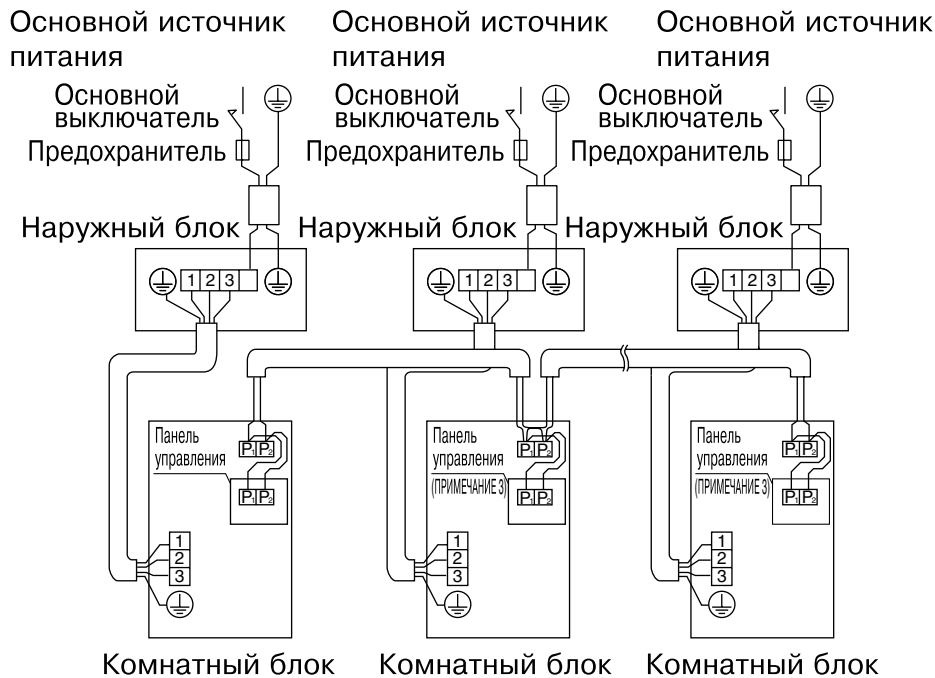 Основной источник
питания
Основной источник
питания
Основной источник
питания
Основной
выключатель
Основной
выключатель
Основной
выключатель
Предохранитель
Предохранитель
Предохранитель
Наружный блок
Наружный блок
Наружный блок
1 2 3
1 2 3
1 2 3
Панель
управления
P1 P2
P1 P2
Панель
управления
(ПРИМЕЧАНИЕ 3)
P1 P2
P1 P2
Панель
управления
(ПРИМЕЧАНИЕ 3)
P1 P2
P1 P2
1
2
3
1
2
3
1
2
3
Комнатный блок
Комнатный блок
Комнатный блок